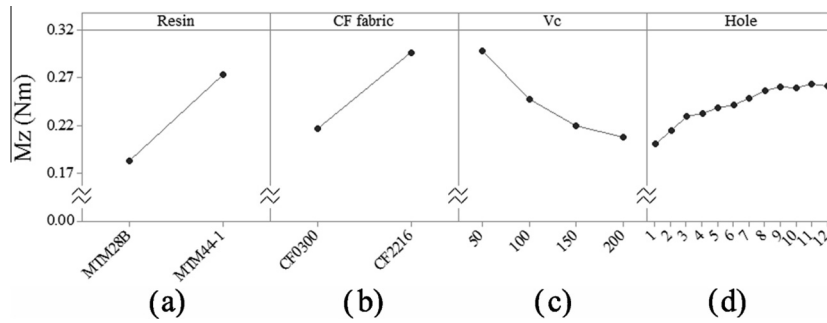 Resin CF fabric Vc Hole
0.32
0.27
0.22
0.17
0.00
Mz (Nm)
MTM28B MTM44-1 CF0300 CF2216 50 100 150 200 1 2 3 4 5 6 7 8 9 10 11 12
(a) (b) (c) (d)